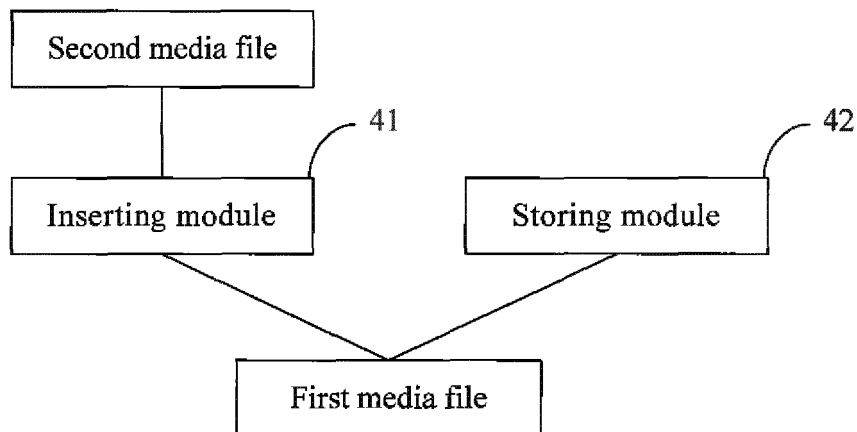 Second media file
41
42
Inserting module
Storing module
First media file